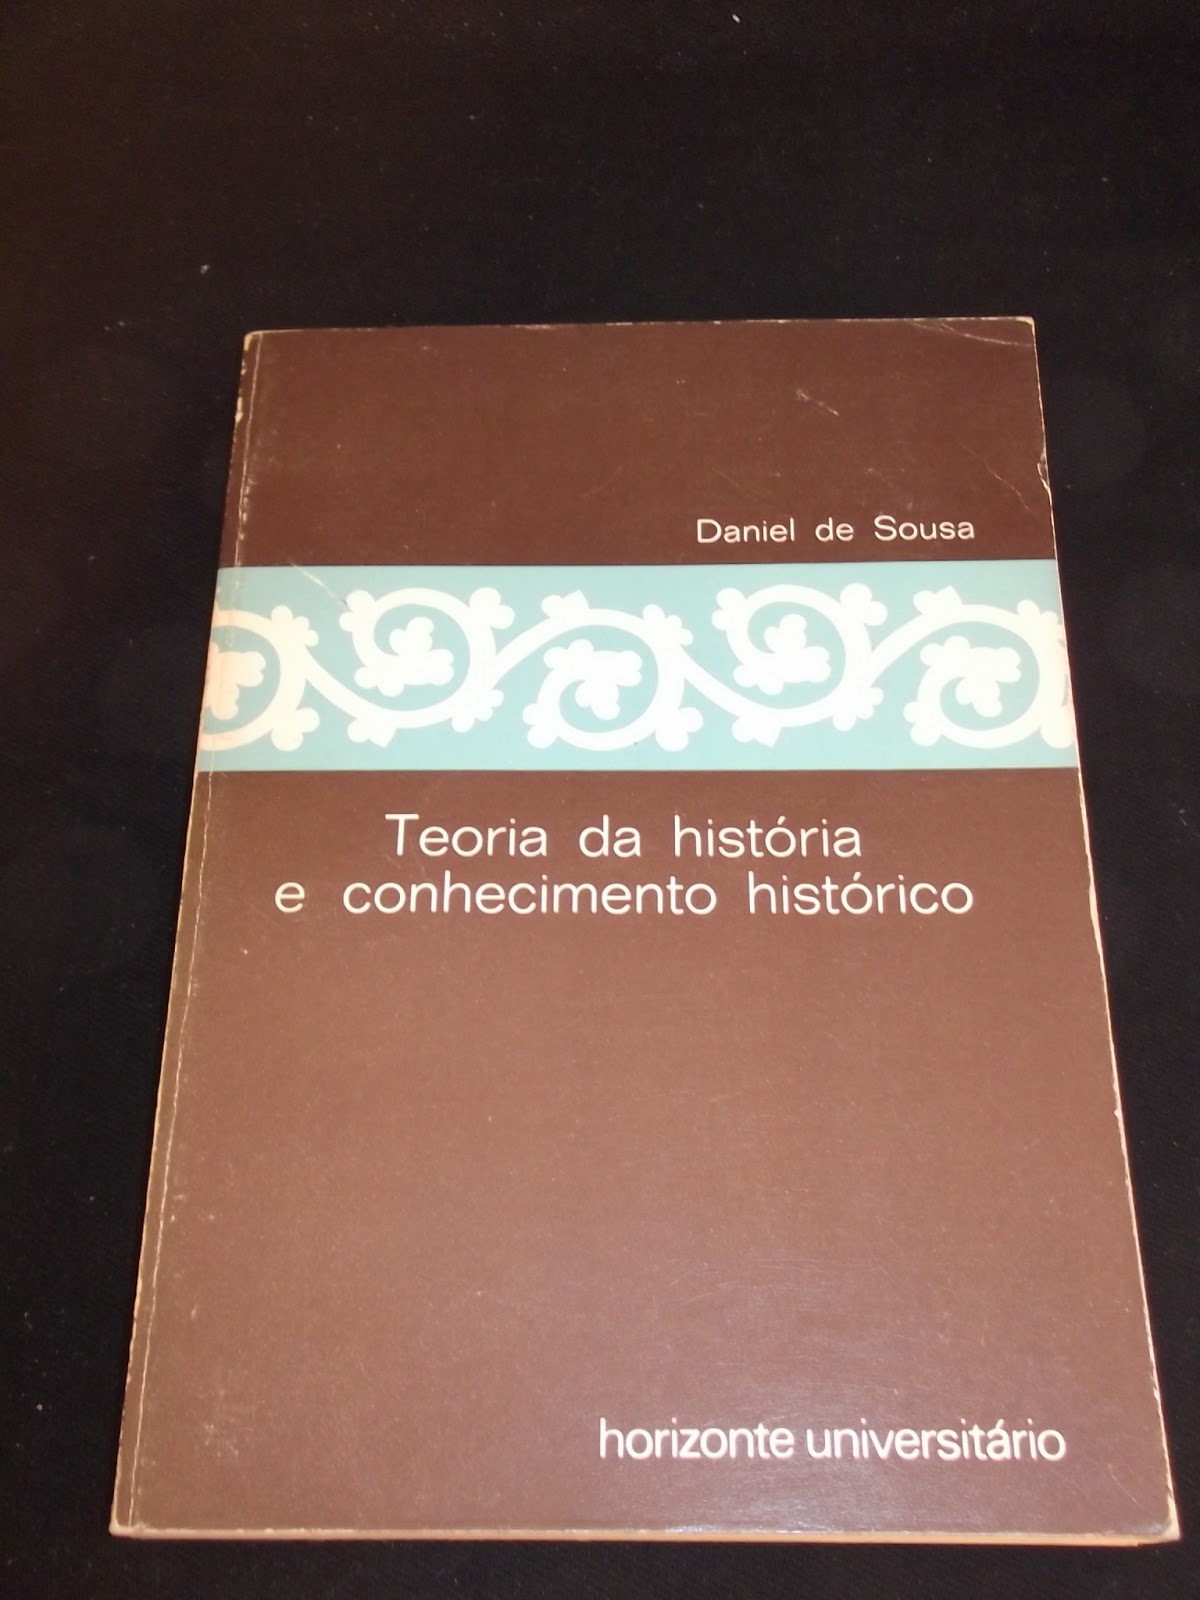 Daniel de Sousa
Teoria da história
e conhecimento histórico
horizonte universitário